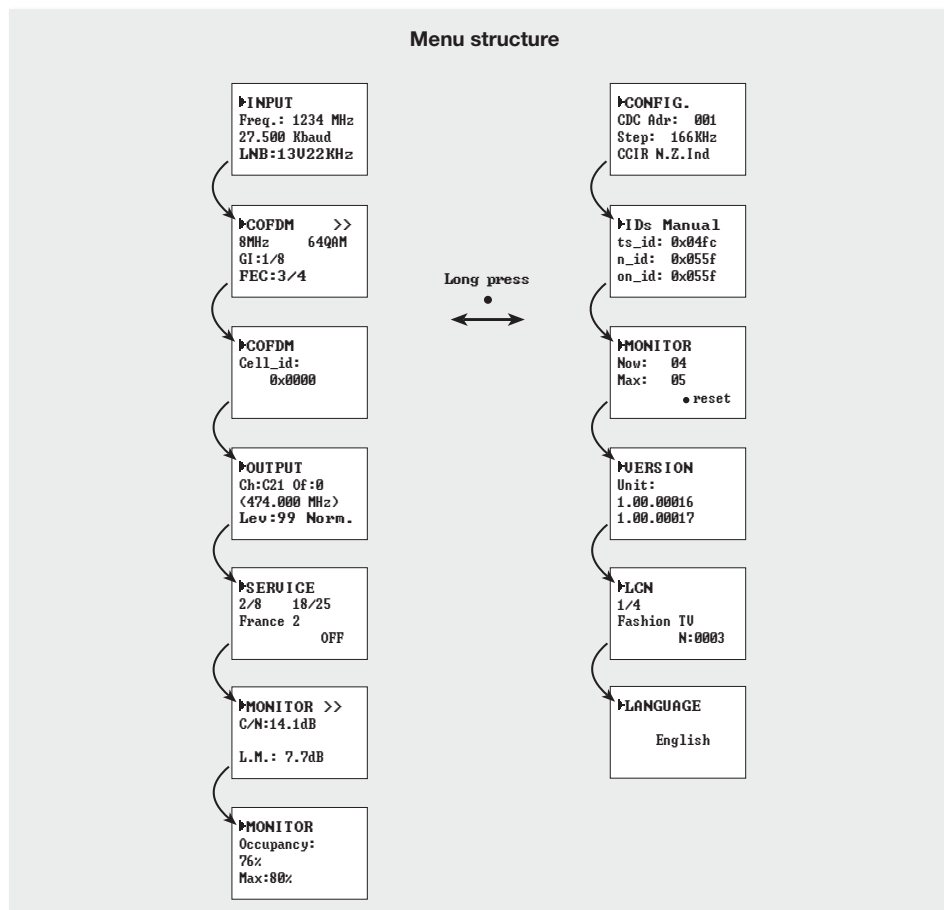 Menu structure
INPUT
Freq.: 1234 MHz
27.500 Kbaud
LNB:13V22KHz
COFDM >>
8MHz 64QAM
GI:1/8
FEC:3/4
COFDM
Cell_id:
0x0000
OUTPUT
Ch:C21 Of:0
(474.000 MHz)
Lev:99 Norm.
SERVICE
2/8 18/25
France 2
OFF
MONITOR >>
C/N:14.1dB
L.M.: 7.7dB
MONITOR
Occupancy:
76%
Max:80%
Long press
CONFIG.
CDC Adr: 001
Step: 166KHz
CCIR N.Z.Ind
IDs Manual
ts_id: 0x04fc
n_id: 0x055f
on_id: 0x055f
MONITOR
Now: 04
Max: 05
• reset
VERSION
Unit:
1.00.00016
1.00.00017
LCN
1/4
Fashion TV
N:0003
LANGUAGE
English